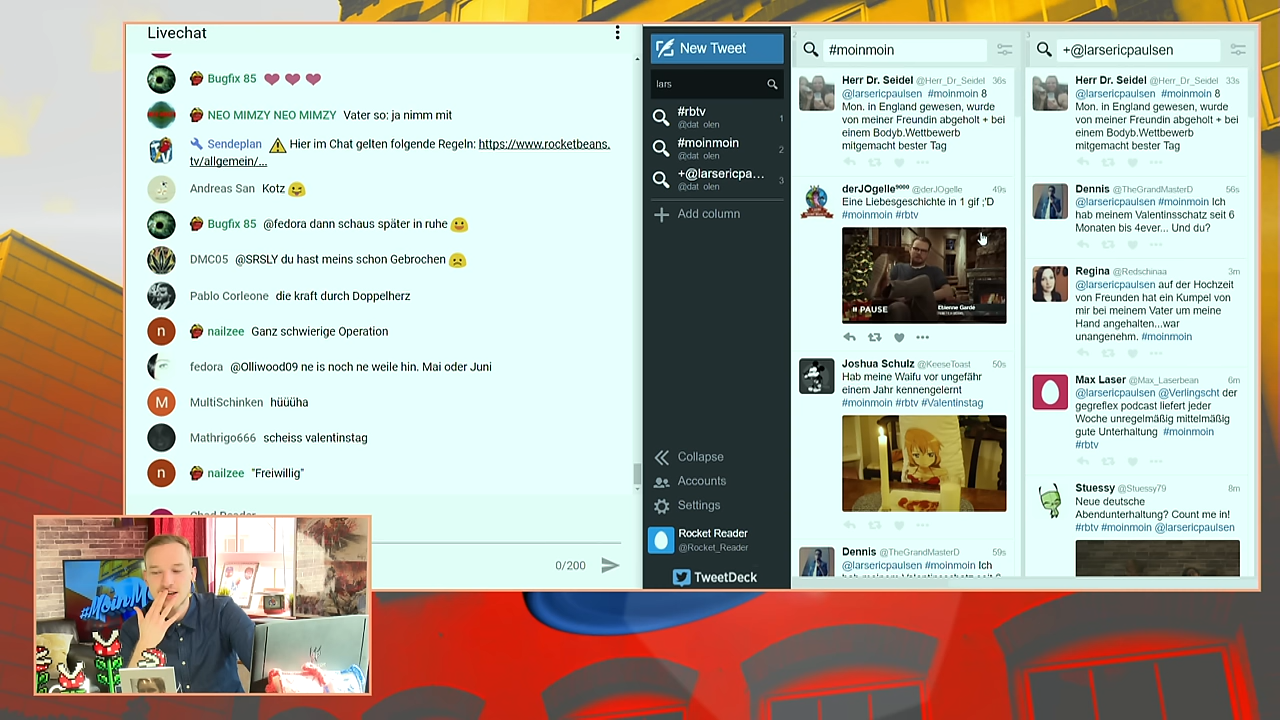 Livechat
Bugfix 85
NEO MIMZY NEO MIMZY Vater so: ja nimm mit
Sendeplan Hier im Chat gelten folgende Regeln: https://www.rocketbeans.
tv/allgemein/...
Andreas San Kotz
Bugfix 85 @fedora dann schaus später in ruhe
DMC05 @SRSLY du hast meins schon Gebrochen
Pablo Corleone die kraft durch Doppelherz
nailzee Ganz schwierige Operation
fedora @Olliwood09 ne is noch ne weile hin. Mai oder Juni
M MultiSchinken hüüüha
Mathrigo666 scheiss valentinstag
n nailzee "Freiwillig"
0/200
New Tweet
lars
#rbtv
@dat_olen
1
#moinmoin
@dat_olen
2
+@larsericpa...
@dat_olen
3
Add column
Collapse
Accounts
Settings
Rocket Reader
@Rocket_Reader
TweetDeck
2
#moinmoin
Herr Dr. Seidel @Herr_Dr_Seidel 36s
@larsericpaulsen #moinmoin 8
Mon. in England gewesen, wurde
von meiner Freundin abgeholt + bei
einem Bodyb.Wettbewerb
mitgemacht bester Tag
derJOgelle⁹⁰⁰⁰ @derJOgelle 49s
Eine Liebesgeschichte in 1 gif ;'D
#moinmoin #rbtv
PAUSE
Etienne Gardé
Joshua Schulz @KeeseToast 50s
Hab meine Waifu vor ungefähr
einem Jahr kennengelernt
#moinmoin #rbtv #Valentinstag
Dennis @TheGrandMasterD 59s
@larsericpaulsen #moinmoin Ich
3
+@larsericpaulsen
Herr Dr. Seidel @Herr_Dr_Seidel 33s
@larsericpaulsen #moinmoin 8
Mon. in England gewesen, wurde
von meiner Freundin abgeholt + bei
einem Bodyb.Wettbewerb
mitgemacht bester Tag
Dennis @TheGrandMasterD 56s
@larsericpaulsen #moinmoin Ich
hab meinen Valentinsschatz seit 6
Monaten bis 4ever... Und du?
Regina @Redschinaa 3m
@larsericpaulsen auf der Hochzeit
von Freunden hat ein Kumpel von
mir bei meinem Vater um meine
Hand angehalten...war
unangenehm. #moinmoin
Max Laser @Max_Laserbean 6m
@larsericpaulsen @Verlingscht der
gegreflex podcast liefert jeder
Woche unregelmäßig mittelmäßig
gute Unterhaltung #moinmoin
#rbtv
Stuessy @Stuessy79 8m
Neue deutsche
Abendunterhaltung? Count me in!
#rbtv #moinmoin @larsericpaulsen